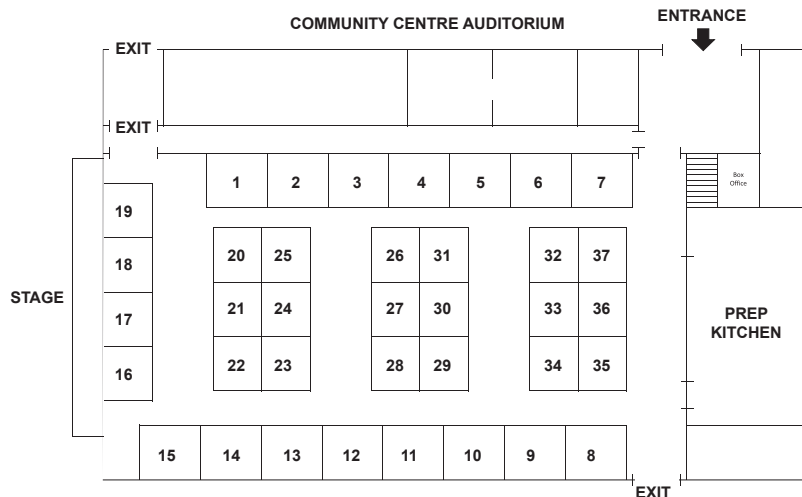 COMMUNITY CENTRE AUDITORIUM
ENTRANCE
EXIT
EXIT
1 2 3 4 5 6 7
Box
Office
19
18
17
16
STAGE
20 25
21 24
22 23
26 31
27 30
28 29
32 37
33 36
34 35
PREP
KITCHEN
15 14 13 12 11 10 9 8
EXIT